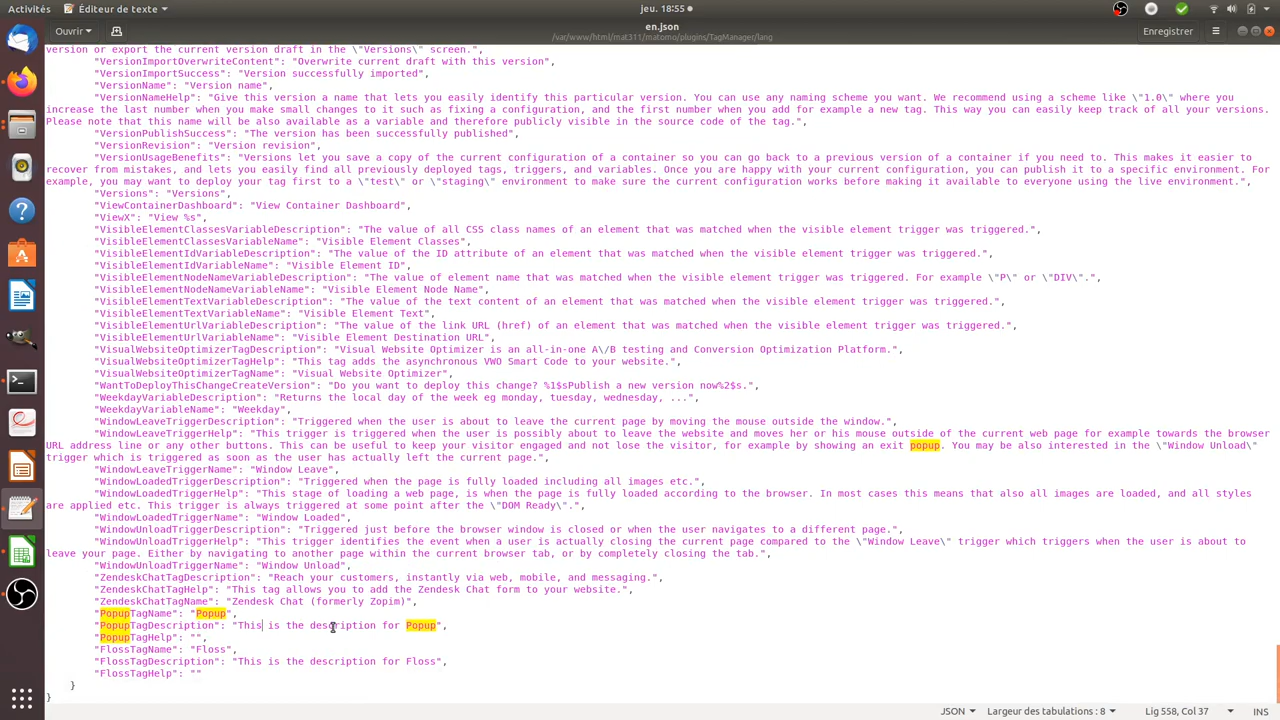 Activités
Éditeur de texte
jeu. 18:55
Ouvrir
en.json
/var/www/html/mat311/matomo/plugins/TagManager/lang
Enregistrer
version or export the current version draft in the \"Versions\" screen.",
"VersionImportOverwriteContent": "Overwrite current draft with this version",
"VersionImportSuccess": "Version successfully imported",
"VersionName": "Version name",
"VersionNameHelp": "Give this version a name that lets you easily identify this particular version. You can use any naming scheme you want. We recommend using a scheme like \"1.0\" where you
increase the last number when you make small changes to it such as fixing a configuration, and the first number when you add for example a new tag. This way you can easily keep track of all your versions.
Please note that this name will be also available as a variable and therefore publicly visible in the source code of the tag.",
"VersionPublishSuccess": "The version has been successfully published",
"VersionRevision": "Version revision",
"VersionUsageBenefits": "Versions let you save a copy of the current configuration of a container so you can go back to a previous version of a container if you need to. This makes it easier to
recover from mistakes, and lets you easily find all previously deployed tags, triggers, and variables. Once you are happy with your current configuration, you can publish it to a specific environment. For
example, you may want to deploy your tag first to a \"test\" or \"staging\" environment to make sure the current configuration works before making it available to everyone using the live environment.",
"Versions": "Versions",
"ViewContainerDashboard": "View Container Dashboard",
"ViewX": "View %s",
"VisibleElementClassesVariableDescription": "The value of all CSS class names of an element that was matched when the visible element trigger was triggered.",
"VisibleElementClassesVariableName": "Visible Element Classes",
"VisibleElementIdVariableDescription": "The value of the ID attribute of an element that was matched when the visible element trigger was triggered.",
"VisibleElementIdVariableName": "Visible Element ID",
"VisibleElementNodeNameVariableDescription": "The value of element name that was matched when the visible element trigger was triggered. For example \"P\" or \"DIV\".",
"VisibleElementNodeNameVariableName": "Visible Element Node Name",
"VisibleElementTextVariableDescription": "The value of the text content of an element that was matched when the visible element trigger was triggered.",
"VisibleElementTextVariableName": "Visible Element Text",
"VisibleElementUrlVariableDescription": "The value of the link URL (href) of an element that was matched when the visible element trigger was triggered.",
"VisibleElementUrlVariableName": "Visible Element Destination URL",
"VisualWebsiteOptimizerTagDescription": "Visual Website Optimizer is an all-in-one A\/B testing and Conversion Optimization Platform.",
"VisualWebsiteOptimizerTagHelp": "This tag adds the asynchronous VWO Smart Code to your website.",
"VisualWebsiteOptimizerTagName": "Visual Website Optimizer",
"WantToDeployThisChangeCreateVersion": "Do you want to deploy this change? %1$sPublish a new version now%2$s.",
"WeekdayVariableDescription": "Returns the local day of the week eg monday, tuesday, wednesday, ...",
"WeekdayVariableName": "Weekday",
"WindowLeaveTriggerDescription": "Triggered when the user is about to leave the current page by moving the mouse outside the window.",
"WindowLeaveTriggerHelp": "This trigger is triggered when the user is possibly about to leave the website and moves her or his mouse outside of the current web page for example towards the browser
URL address line or any other buttons. This can be useful to keep your visitor engaged and not lose the visitor, for example by showing an exit popup. You may be also interested in the \"Window Unload\"
trigger which is triggered as soon as the user has actually left the current page.",
"WindowLeaveTriggerName": "Window Leave",
"WindowLoadedTriggerDescription": "Triggered when the page is fully loaded including all images etc.",
"WindowLoadedTriggerHelp": "This stage of loading a web page, is when the page is fully loaded according to the browser. In most cases this means that also all images are loaded, and all styles
are applied etc. This trigger is always triggered at some point after the \"DOM Ready\".",
"WindowLoadedTriggerName": "Window Loaded",
"WindowUnloadTriggerDescription": "Triggered just before the browser window is closed or when the user navigates to a different page.",
"WindowUnloadTriggerHelp": "This trigger identifies the event when a user is actually closing the current page compared to the \"Window Leave\" trigger which triggers when the user is about to
leave your page. Either by navigating to another page within the current browser tab, or by completely closing the tab.",
"WindowUnloadTriggerName": "Window Unload",
"ZendeskChatTagDescription": "Reach your customers, instantly via web, mobile, and messaging.",
"ZendeskChatTagHelp": "This tag allows you to add the Zendesk Chat form to your website.",
"ZendeskChatTagName": "Zendesk Chat (formerly Zopim)",
"PopupTagName": "Popup",
"PopupTagDescription": "This is the description for Popup",
"PopupTagHelp": "",
"FlossTagName": "Floss",
"FlossTagDescription": "This is the description for Floss",
"FlossTagHelp": ""
}
}
JSON
Largeur des tabulations : 8
Lig 558, Col 37
INS